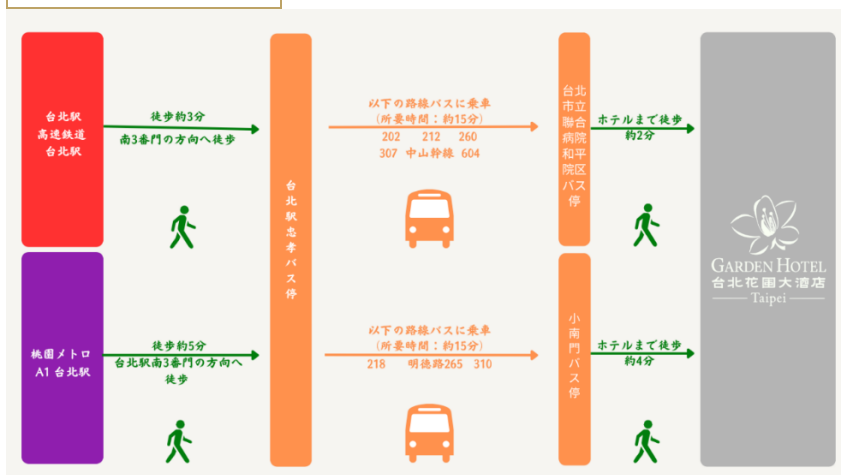 台北駅
高速鉄道
台北駅
徒歩約3分
南3番門の方向へ徒歩
台北駅忠孝バス停
以下の路線バスに乗車
(所要時間：約15分)
202 212 260
307 中山幹線 604
台北
市立
聯合
病院
和平
院区
バス
停
ホテルまで徒歩
約2分
桃園メトロ
A1 台北駅
徒歩約5分
台北駅南3番門の方向へ
徒歩
以下の路線バスに乗車
(所要時間：約15分)
218 明徳路265 310
小南門バス停
ホテルまで徒歩
約4分
GARDEN HOTEL
台北花園大酒店
Taipei